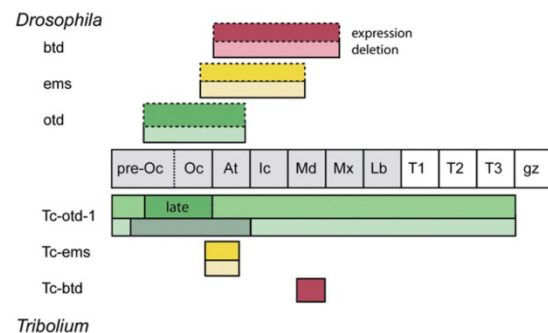 Drosophila
btd
expression
deletion
ems
otd
pre-Oc Oc At Ic Md Mx Lb T1 T2 T3 gz
Tc-otd-1
late
Tc-ems
Tc-btd
Tribolium